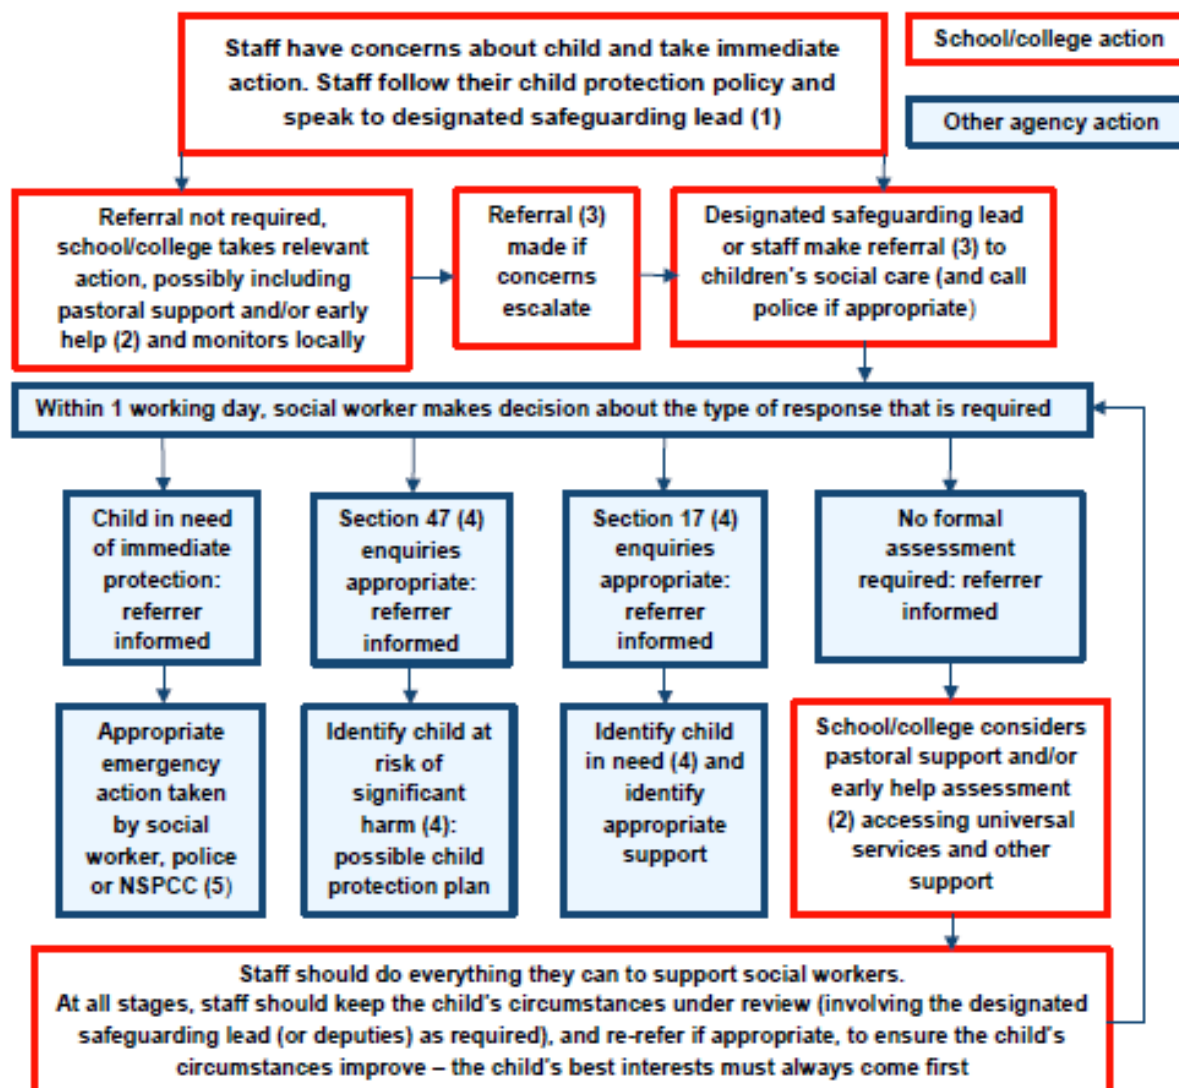 Staff have concerns about child and take immediate
action. Staff follow their child protection policy and
speak to designated safeguarding lead (1)
School/college action
Other agency action
Referral not required,
school/college takes relevant
action, possibly including
pastoral support and/or early
help (2) and monitors locally
Referral (3)
made if
concerns
escalate
Designated safeguarding lead
or staff make referral (3) to
children's social care (and call
police if appropriate)
Within 1 working day, social worker makes decision about the type of response that is required
Child in need
of immediate
protection:
referrer
informed
Section 47 (4)
enquiries
appropriate:
referrer
informed
Section 17 (4)
enquiries
appropriate:
referrer
informed
No formal
assessment
required: referrer
informed
Appropriate
emergency
action taken
by social
worker, police
or NSPCC (5)
Identify child at
risk of
significant
harm (4):
possible child
protection plan
Identify child
in need (4) and
identify
appropriate
support
School/college considers
pastoral support and/or
early help assessment
(2) accessing universal
services and other
support
Staff should do everything they can to support social workers.
At all stages, staff should keep the child's circumstances under review (involving the designated
safeguarding lead (or deputies) as required), and re-refer if appropriate, to ensure the child's
circumstances improve – the child's best interests must always come first